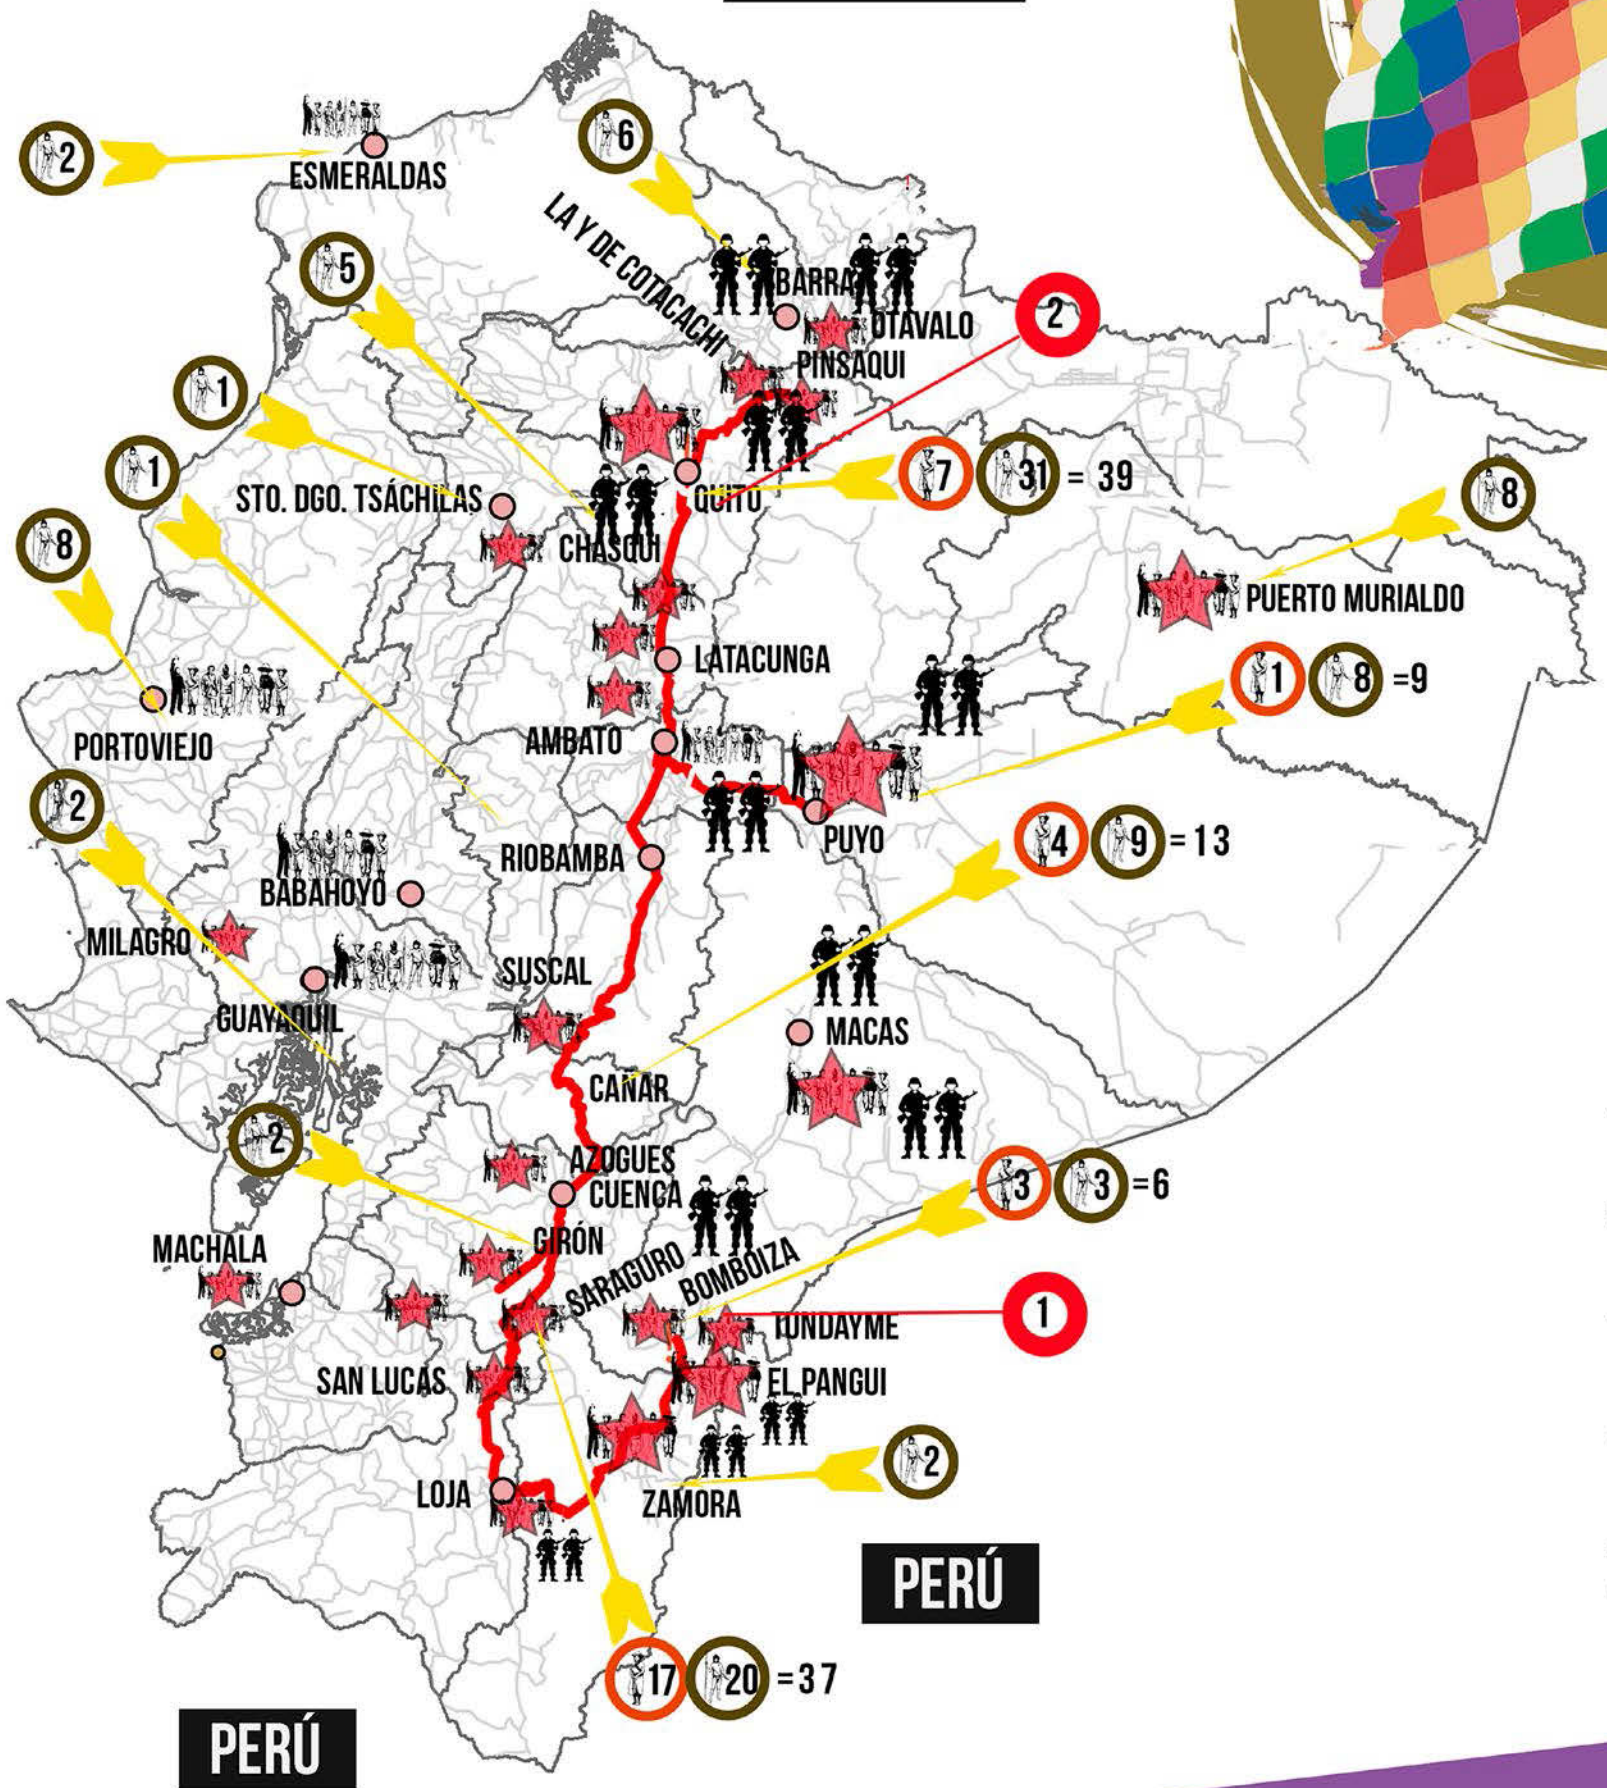 2
ESMERALDAS
6
LA Y DE COTACACHI
5
BARRA
OTAVALO
2
PINSAQUI
1
1
STO. DGO. TSÁCHILAS
QUITO
7 31 = 39
8
8
CHASQUI
PUERTO MURIALDO
LATACUNGA
1 8 =9
PORTOVIEJO
AMBATO
2
PUYO
4 9 = 13
RIOBAMBA
BABAHOYO
MILAGRO
SUSCAL
GUAYAQUIL
MACAS
CAÑAR
2
AZOGUES
CUENCA
3 3 =6
GIRÓN
MACHALA
SARAGURO
BOMBOIZA
1
TUNDAYME
SAN LUCAS
EL PANGUI
2
LOJA
ZAMORA
PERÚ
17 20 =37
PERÚ